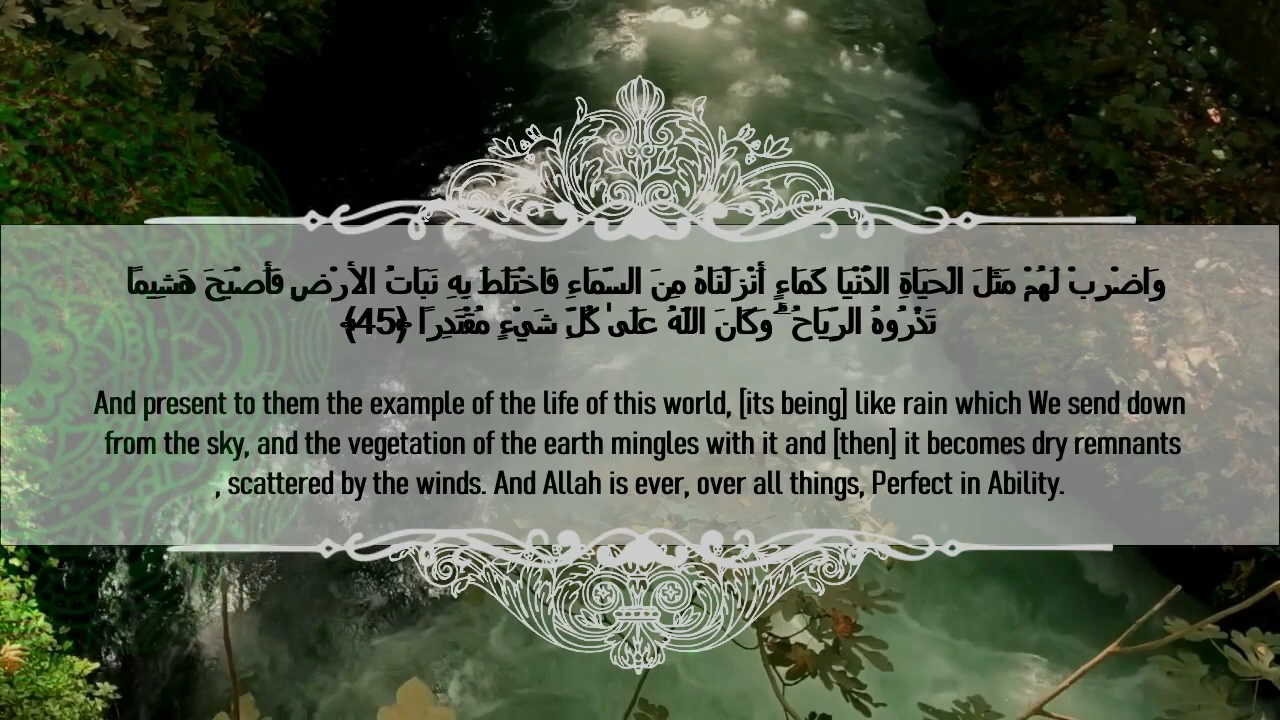 وَاضْرِبْ لَهُمْ مَثَلَ الْحَيَاةِ الدُّنْيَا كَمَاءٍ أَنْزَلْنَاهُ مِنَ السَّمَاءِ فَاخْتَلَطَ بِهِ نَبَاتُ الأَرْضِ فَأَصْبَحَ هَشِيمًا
تَذْرُوهُ الرِّيَاحُ ۗ وَكَانَ اللَّهُ عَلَىٰ كُلِّ شَيْءٍ مُقْتَدِرًا ﴿45﴾
And present to them the example of the life of this world, [its being] like rain which We send down
from the sky, and the vegetation of the earth mingles with it and [then] it becomes dry remnants
, scattered by the winds. And Allah is ever, over all things, Perfect in Ability.